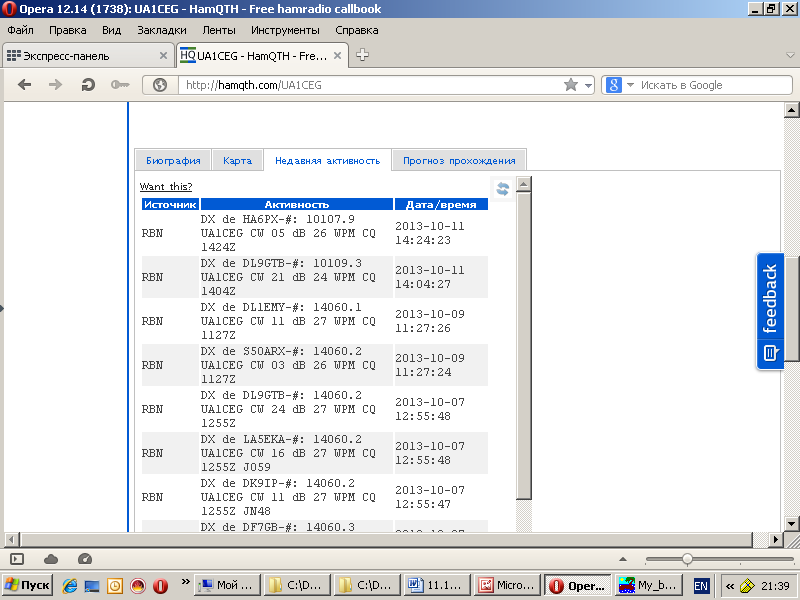 Opera 12.14 (1738): UA1CEG - HamQTH - Free hamradio callbook
Файл Правка Вид Закладки Ленты Инструменты Справка
Экспресс-панель
HQ UA1CEG - HamQTH - Fre...
http://hamqth.com/UA1CEG
8 Искать в Google
Биография Карта Недавняя активность Прогноз прохождения
Want this?
Источник Активность Дата/время
RBN
DX de HA6PX-#: 10107.9
UA1CEG CW 05 dB 26 WPM CQ
1424Z
2013-10-11
14:24:23
RBN
DX de DL9GTB-#: 10109.3
UA1CEG CW 21 dB 24 WPM CQ
1404Z
2013-10-11
14:04:27
RBN
DX de DL1EMY-#: 14060.1
UA1CEG CW 11 dB 27 WPM CQ
1127Z
2013-10-09
11:27:26
RBN
DX de S50ARX-#: 14060.2
UA1CEG CW 03 dB 26 WPM CQ
1127Z
2013-10-09
11:27:24
RBN
DX de DL9GTB-#: 14060.2
UA1CEG CW 24 dB 27 WPM CQ
1255Z
2013-10-07
12:55:48
RBN
DX de LA5EKA-#: 14060.2
UA1CEG CW 16 dB 27 WPM CQ
1255Z JO59
2013-10-07
12:55:48
RBN
DX de DK9IP-#: 14060.2
UA1CEG CW 11 dB 27 WPM CQ
1255Z JN48
2013-10-07
12:55:47
DX de DF7GB-#: 14060.3
feedback
Пуск
» Мой ... C:\D... C:\D... 11.1... Micro... Oper... My_b... EN « 21:39